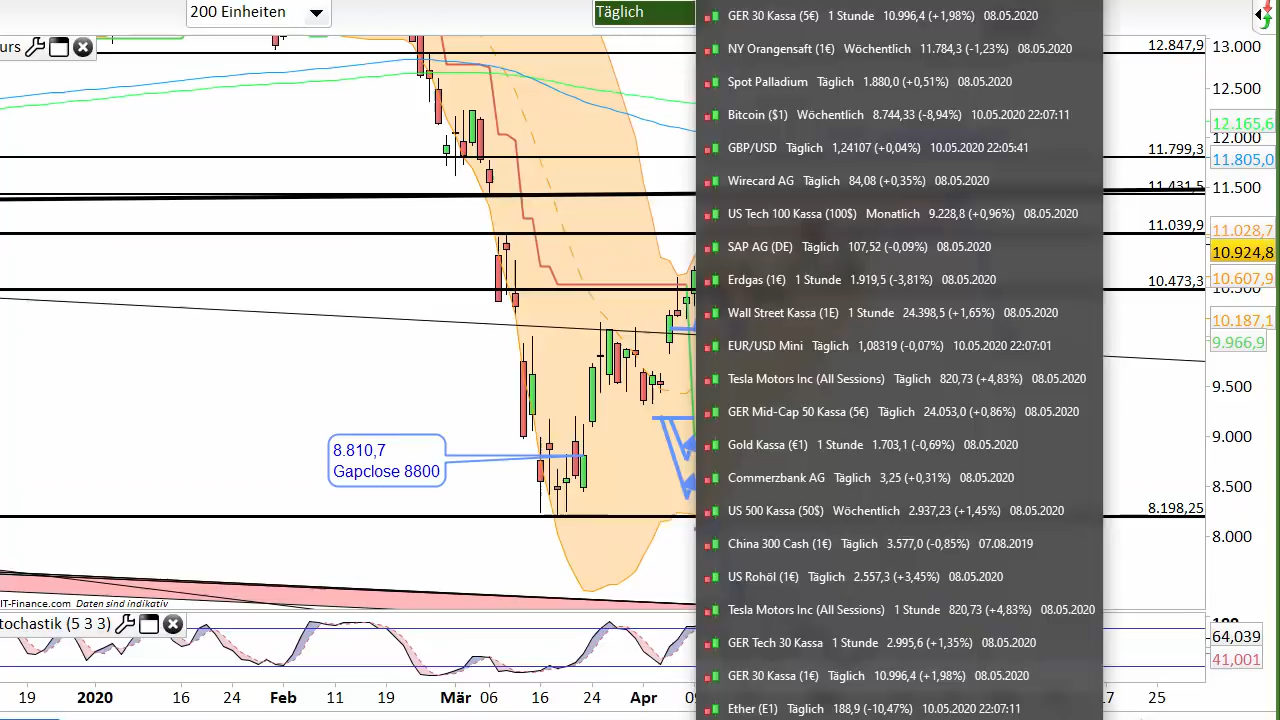 200 Einheiten
Täglich
urs
12.847,9
13.000
12.500
12.165,6
12.000
11.799,3
11.805,0
11.431,5
11.500
11.039,9
11.028,7
10.924,8
10.473,3
10.607,9
10.500
10.187,1
9.966,9
9.500
9.000
8.500
8.198,25
8.000
8.810,7
Gapclose 8800
IT-Finance.com Daten sind indikativ
tochastik (5 3 3)
100
64,039
41,001
19 2020 16 24 Feb 11 19 Mär 06 16 24 Apr 09 17 25
GER 30 Kassa (5€) 1 Stunde 10.996,4 (+1,98%) 08.05.2020
NY Orangensaft (1€) Wöchentlich 11.784,3 (-1,23%) 08.05.2020
Spot Palladium Täglich 1.880,0 (+0,51%) 08.05.2020
Bitcoin ($1) Wöchentlich 8.744,33 (-8,94%) 10.05.2020 22:07:11
GBP/USD Täglich 1,24107 (+0,04%) 10.05.2020 22:05:41
Wirecard AG Täglich 84,08 (+0,35%) 08.05.2020
US Tech 100 Kassa (100$) Monatlich 9.228,8 (+0,96%) 08.05.2020
SAP AG (DE) Täglich 107,52 (-0,09%) 08.05.2020
Erdgas (1€) 1 Stunde 1.919,5 (-3,81%) 08.05.2020
Wall Street Kassa (1E) 1 Stunde 24.398,5 (+1,65%) 08.05.2020
EUR/USD Mini Täglich 1,08319 (-0,07%) 10.05.2020 22:07:01
Tesla Motors Inc (All Sessions) Täglich 820,73 (+4,83%) 08.05.2020
GER Mid-Cap 50 Kassa (5€) Täglich 24.053,0 (+0,86%) 08.05.2020
Gold Kassa (€1) 1 Stunde 1.703,1 (-0,69%) 08.05.2020
Commerzbank AG Täglich 3,25 (+0,31%) 08.05.2020
US 500 Kassa (50$) Wöchentlich 2.937,23 (+1,45%) 08.05.2020
China 300 Cash (1€) Täglich 3.577,0 (-0,85%) 07.08.2019
US Rohöl (1€) Täglich 2.557,3 (+3,45%) 08.05.2020
Tesla Motors Inc (All Sessions) 1 Stunde 820,73 (+4,83%) 08.05.2020
GER Tech 30 Kassa 1 Stunde 2.995,6 (+1,35%) 08.05.2020
GER 30 Kassa (1€) Täglich 10.996,4 (+1,98%) 08.05.2020
Ether (E1) Täglich 188,9 (-10,47%) 10.05.2020 22:07:11